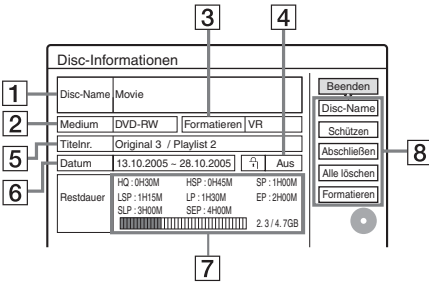 3 4
Disc-Informationen
Beenden
1 Disc-Name Movie
Disc-Name
2 Medium DVD-RW Formatieren VR
Schützen
5 Titelnr. Original 3 / Playlist 2
Abschließen
8
6 Datum 13.10.2005 ~ 28.10.2005 Aus
Alle löschen
Formatieren
Restdauer
HQ : 0H30M HSP : 0H45M SP : 1H00M
LSP : 1H15M LP : 1H30M EP : 2H00M
SLP : 3H00M SEP : 4H00M
2. 3 / 4. 7GB
7